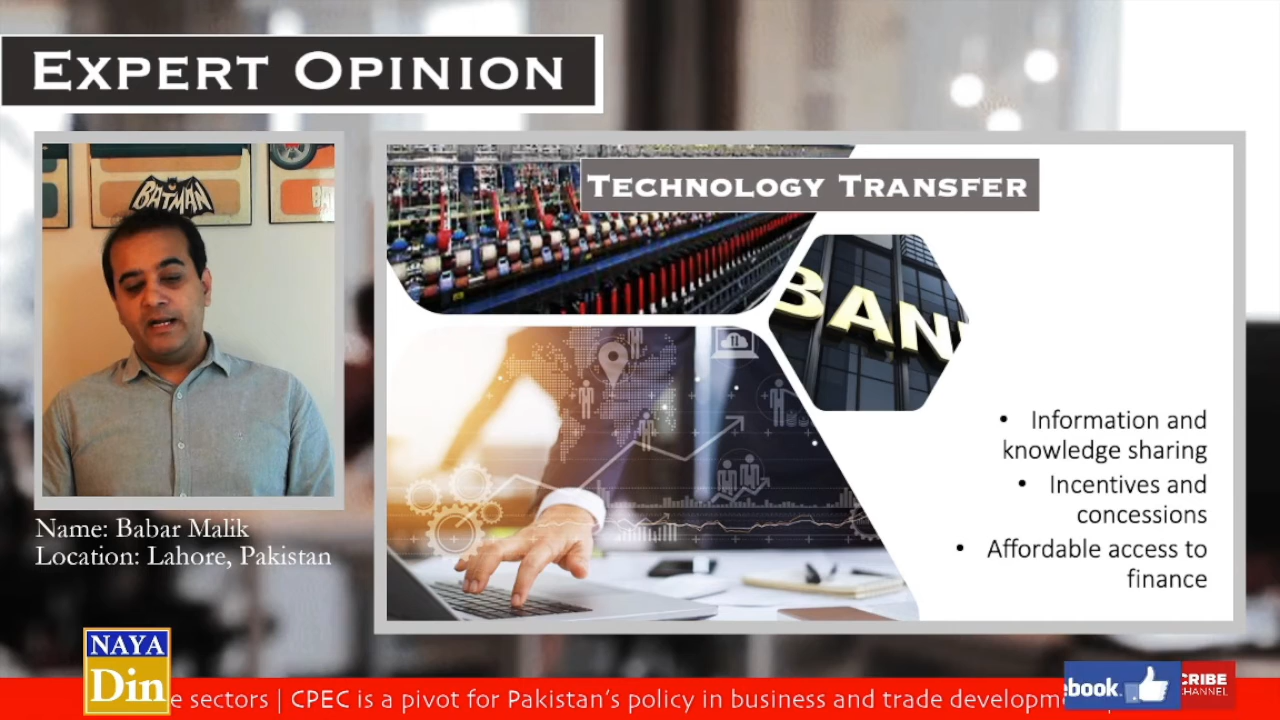 EXPERT OPINION
BATMAN
TECHNOLOGY TRANSFER
BAN
• Information and
knowledge sharing
• Incentives and
concessions
• Affordable access to
finance
Name: Babar Malik
Location: Lahore, Pakistan
NAYA
Din
e sectors | CPEC is a pivot for Pakistan's policy in business and trade developm
ebook
CRIBE
CHANNEL